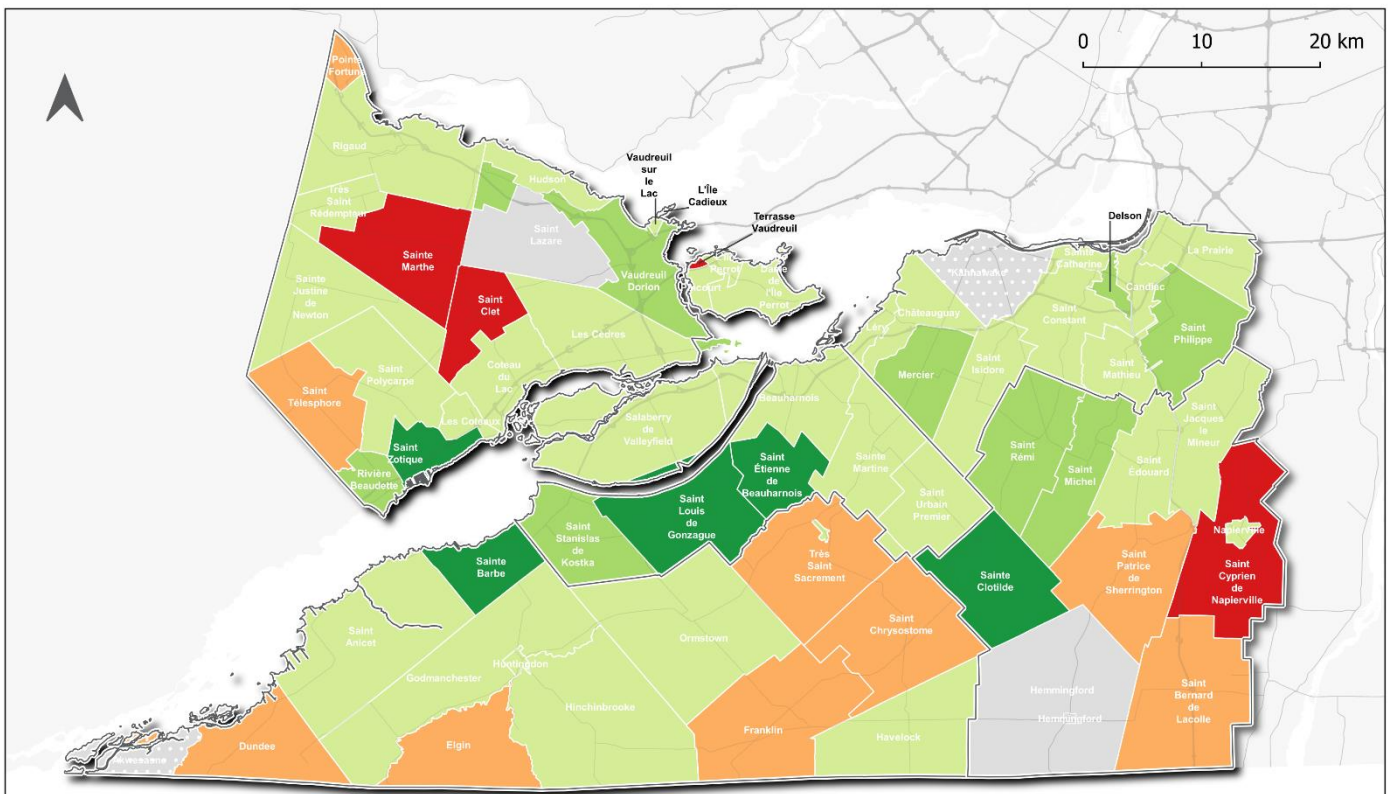 0 10 20 km
Pointe
Fortune
Rigaud
Vaudreuil
sur
le
Lac
L'Île
Cadieux
Hudson
Très
Saint
Rédempteur
Terrasse
Vaudreuil
Delson
Saint
Lazare
Sainte
Marthe
Vaudreuil
Dorion
Perrot
Dame
de
l'Île
Perrot
Kahnawake
Sainte
Catherine
La Prairie
Candiac
Sainte
Justine
de
Newton
Saint
Clet
Les Cèdres
Châteauguay
Léry
Saint
Constant
Saint
Philippe
Saint
Polycarpe
Coteau
du
Lac
Mercier
Saint
Isidore
Saint
Mathieu
Saint
Télesphore
Les Coteaux
Salaberry
de
Valleyfield
Beauharnois
Saint
Jacques
le
Mineur
Saint
Zotique
Rivière
Beaudette
Saint
Étienne
de
Beauharnois
Sainte
Martine
Saint
Rémi
Saint
Michel
Saint
Édouard
Saint
Louis
de
Gonzague
Saint
Urbain
Premier
Saint
Stanislas
de
Kostka
Napierville
Sainte
Barbe
Très
Saint
Sacrement
Sainte
Clotilde
Saint
Patrice
de
Sherrington
Saint
Cyprien
de
Napierville
Saint
Anicet
Saint
Chrysostome
Ormstown
Huntingdon
Godmanchester
Hinchinbrooke
Hemmingford
Hemmingford
Saint
Bernard
de
Lacolle
Dundee
Elgin
Franklin
Havelock
Akwesasne